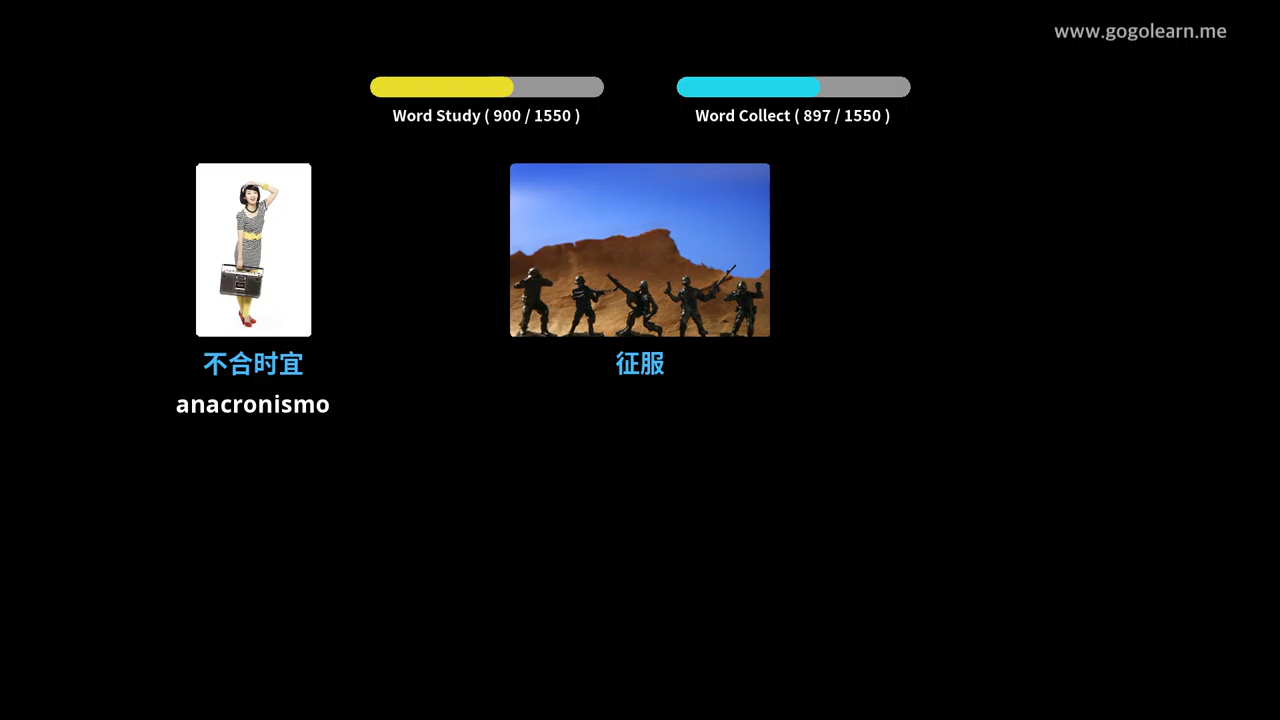 www.gogolearn.me
Word Study ( 900 / 1550 )
Word Collect ( 897 / 1550 )
不合时宜
征服
anacronismo